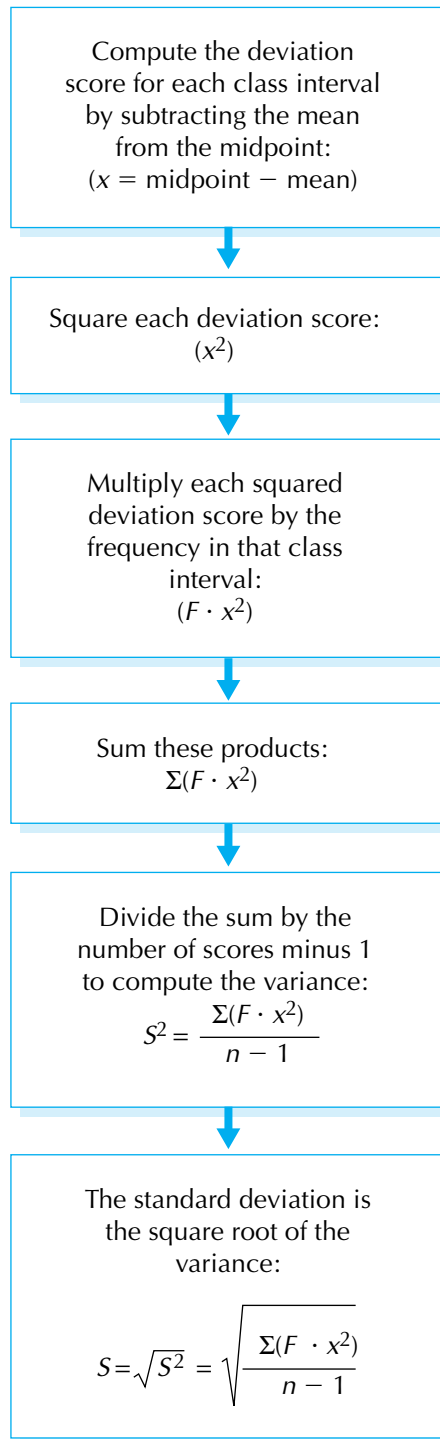 Compute the deviation
score for each class interval
by subtracting the mean
from the midpoint:
(x = midpoint − mean)
Square each deviation score:
(x²)
Multiply each squared
deviation score by the
frequency in that class
interval:
(F · x²)
Sum these products:
Σ(F · x²)
Divide the sum by the
number of scores minus 1
to compute the variance:
S² = Σ(F · x²) / n − 1
The standard deviation is
the square root of the
variance:
S = √S² = √Σ(F · x²) / n − 1